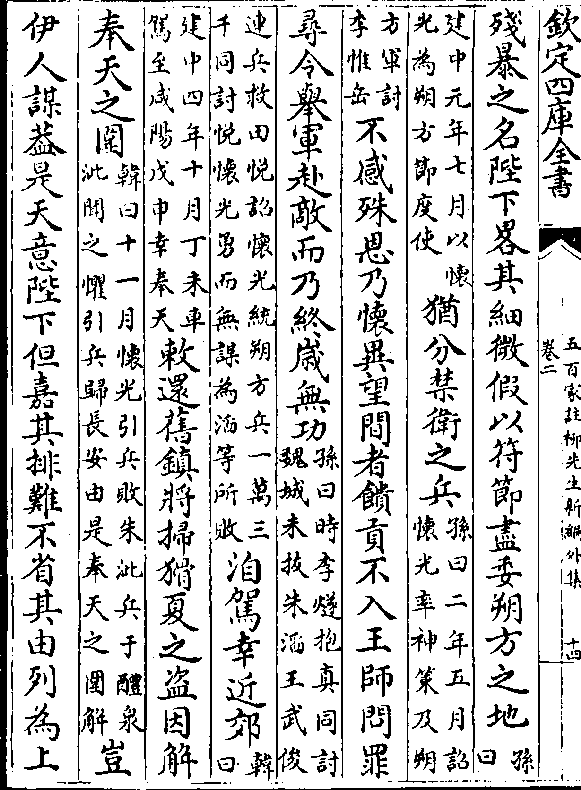 欽定四庫全書
五百家註柳先生新編外集
卷二
十四
殘暴之名陛下畧其細微假以符節盡委朔方之地孫曰
建中元年七月以懷光為朔方節度使猶分禁衛之兵孫曰二年五月詔懷光率神策及朔
方軍討李惟岳不感殊恩乃懷異望間者饋貢不入王師問罪
尋令舉軍赴敵而乃終歲無功孫曰時李燧抱真同討魏城未拔朱滔王武俊
連兵救田悦詔懷光統朔方兵一萬三千同討悦懷光勇而無謀為滔等所敗洎駕幸近郊韓曰
建中四年十月丁未車駕至咸陽戊申幸奉天敕還舊鎮將掃猾夏之盜因解
奉天之圍韓曰十一月懷光引兵敗朱泚兵于醴泉泚聞之懼引兵歸長安由是奉天之圍解豈
伊人謀葢是天意陛下但嘉其排難不省其由列為上